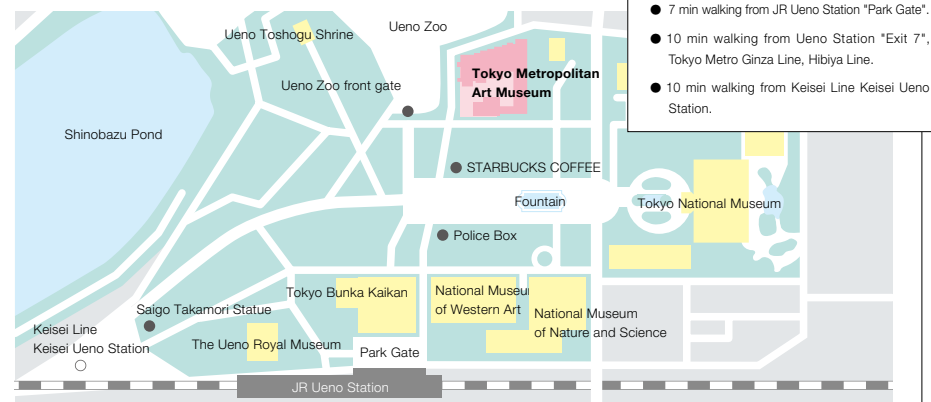 ● 7 min walking from JR Ueno Station "Park Gate".
● 10 min walking from Ueno Station "Exit 7",
Tokyo Metro Ginza Line, Hibiya Line.
● 10 min walking from Keisei Line Keisei Ueno
Station.
Ueno Zoo
Ueno Toshogu Shrine
Tokyo Metropolitan
Art Museum
Ueno Zoo front gate
Shinobazu Pond
STARBUCKS COFFEE
Fountain
Tokyo National Museum
Police Box
Tokyo Bunka Kaikan
National Museum
of Western Art
Saigo Takamori Statue
National Museum
of Nature and Science
Keisei Line
Keisei Ueno Station
The Ueno Royal Museum
Park Gate
JR Ueno Station